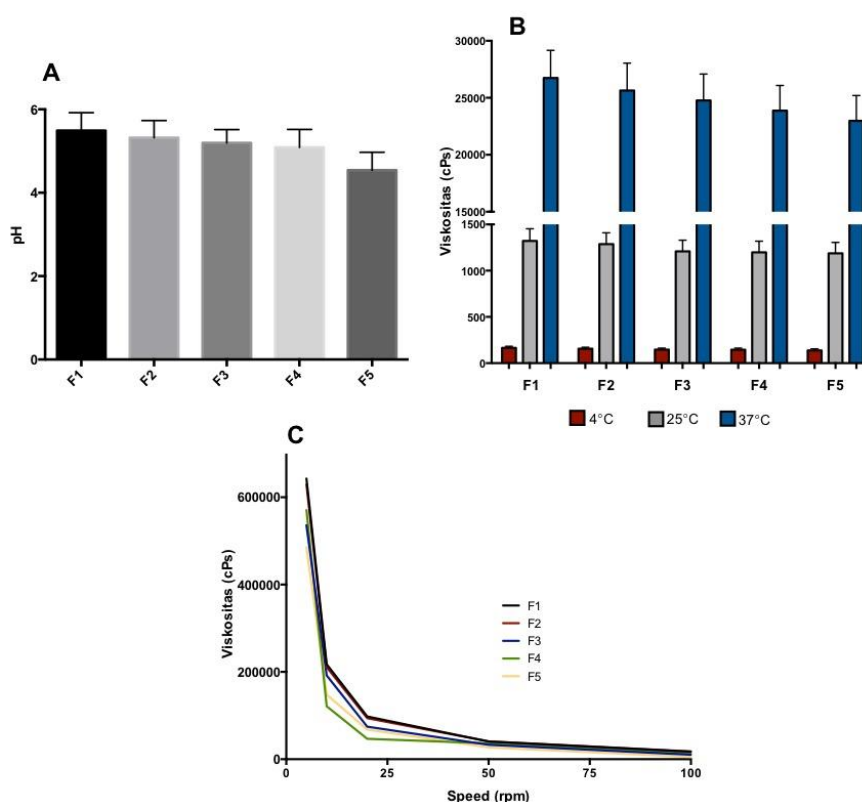 A
pH
6
4
2
0
F1
F2
F3
F4
F5
B
Viskositas (cPs)
30000
25000
20000
15000
1500
1000
500
0
F1 F2 F3 F4 F5
4°C 25°C 37°C
C
Viskositas (cPs)
600000
400000
200000
0
0 25 50 75 100
Speed (rpm)
F1
F2
F3
F4
F5